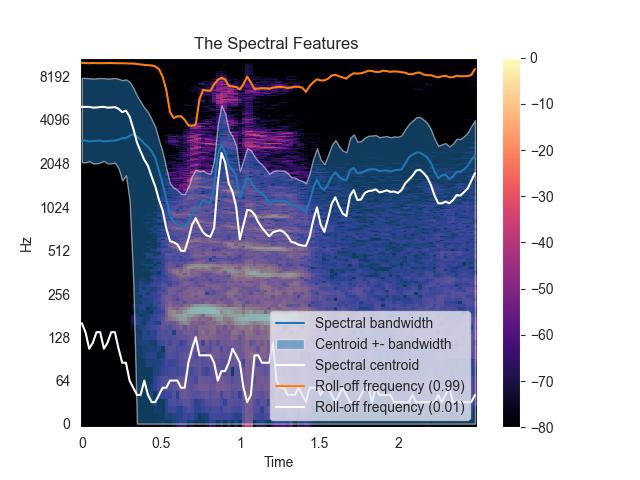 The Spectral Features
8192
4096
2048
1024
512
256
128
64
0
Hz
0
0.5
1
1.5
2
Time
Spectral bandwidth
Centroid +- bandwidth
Spectral centroid
Roll-off frequency (0.99)
Roll-off frequency (0.01)
0
−10
−20
−30
−40
−50
−60
−70
−80